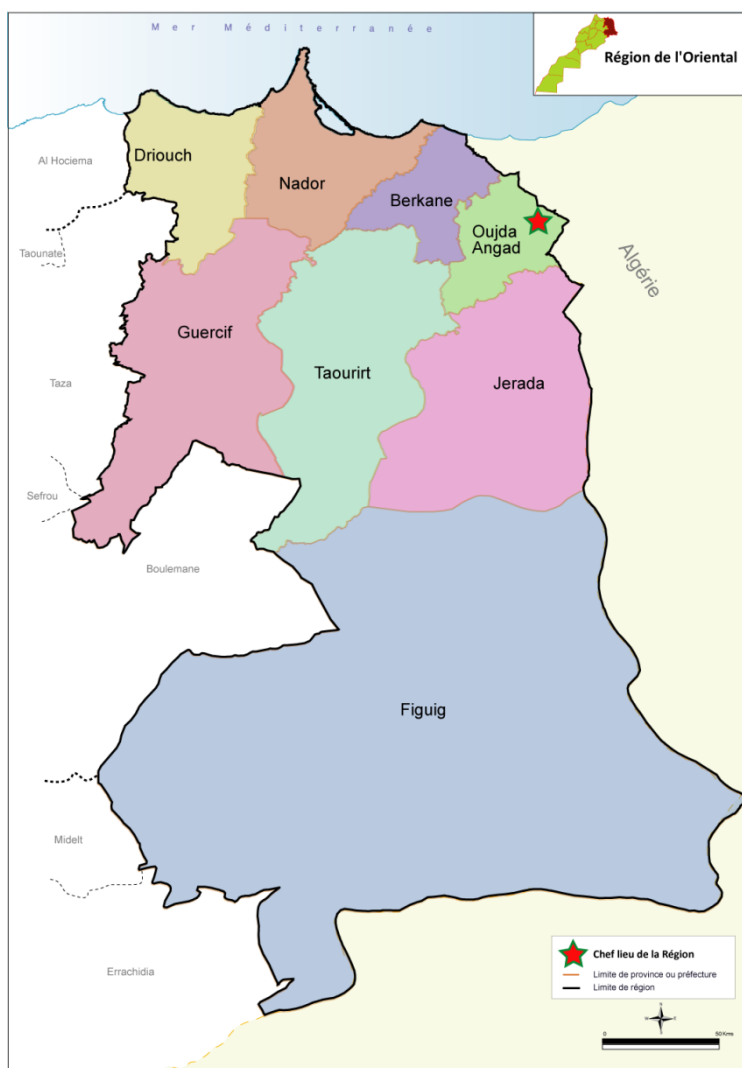 Mer Méditerranée
Région de l'Oriental
Al Hociema
Driouch
Nador
Berkane
Oujda
Angad
Taounate
Algérie
Guercif
Taourirt
Jerada
Taza
Sefrou
Boulemane
Figuig
Midelt
Errachidia
Chef lieu de la Région
Limite de province ou préfecture
Limite de région
0 50 Kms